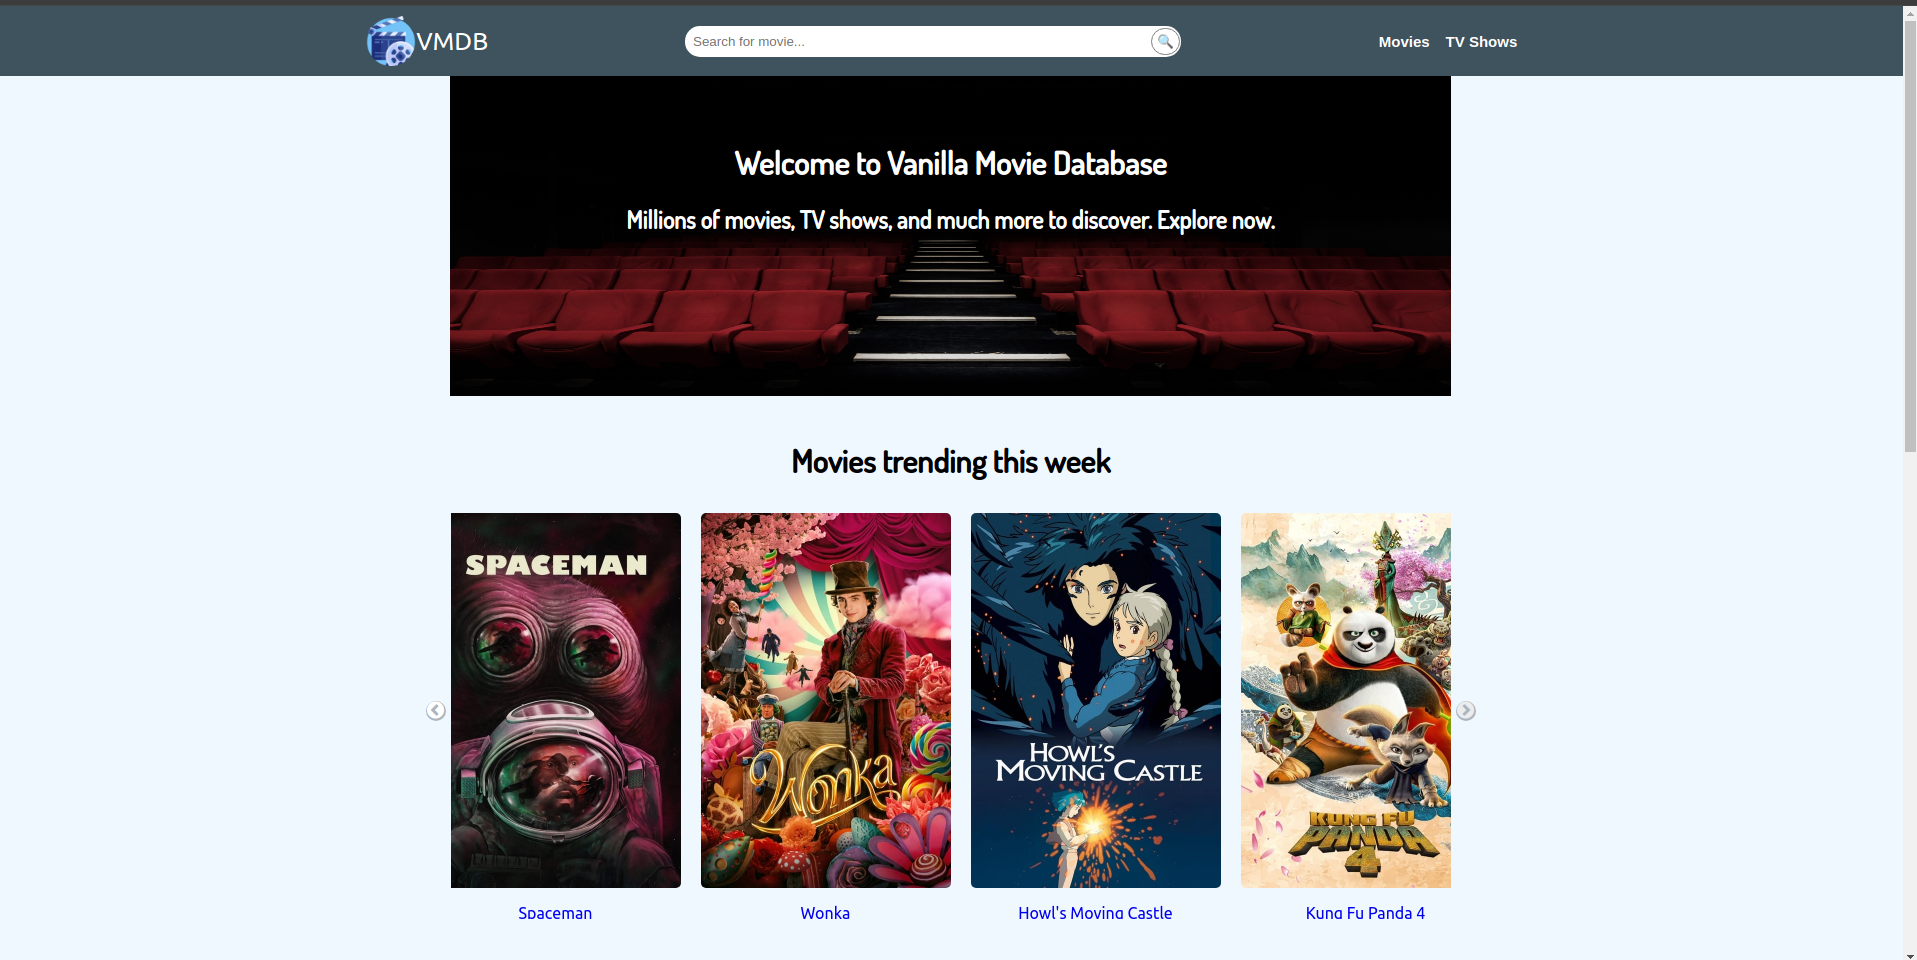 VMDB
Search for movie...
Movies TV Shows
Welcome to Vanilla Movie Database
Millions of movies, TV shows, and much more to discover. Explore now.
Movies trending this week
SPACEMAN
Wonka
HOWL'S
MOVING CASTLE
KUNG FU
PANDA
4
Spaceman
Wonka
Howl's Moving Castle
Kung Fu Panda 4